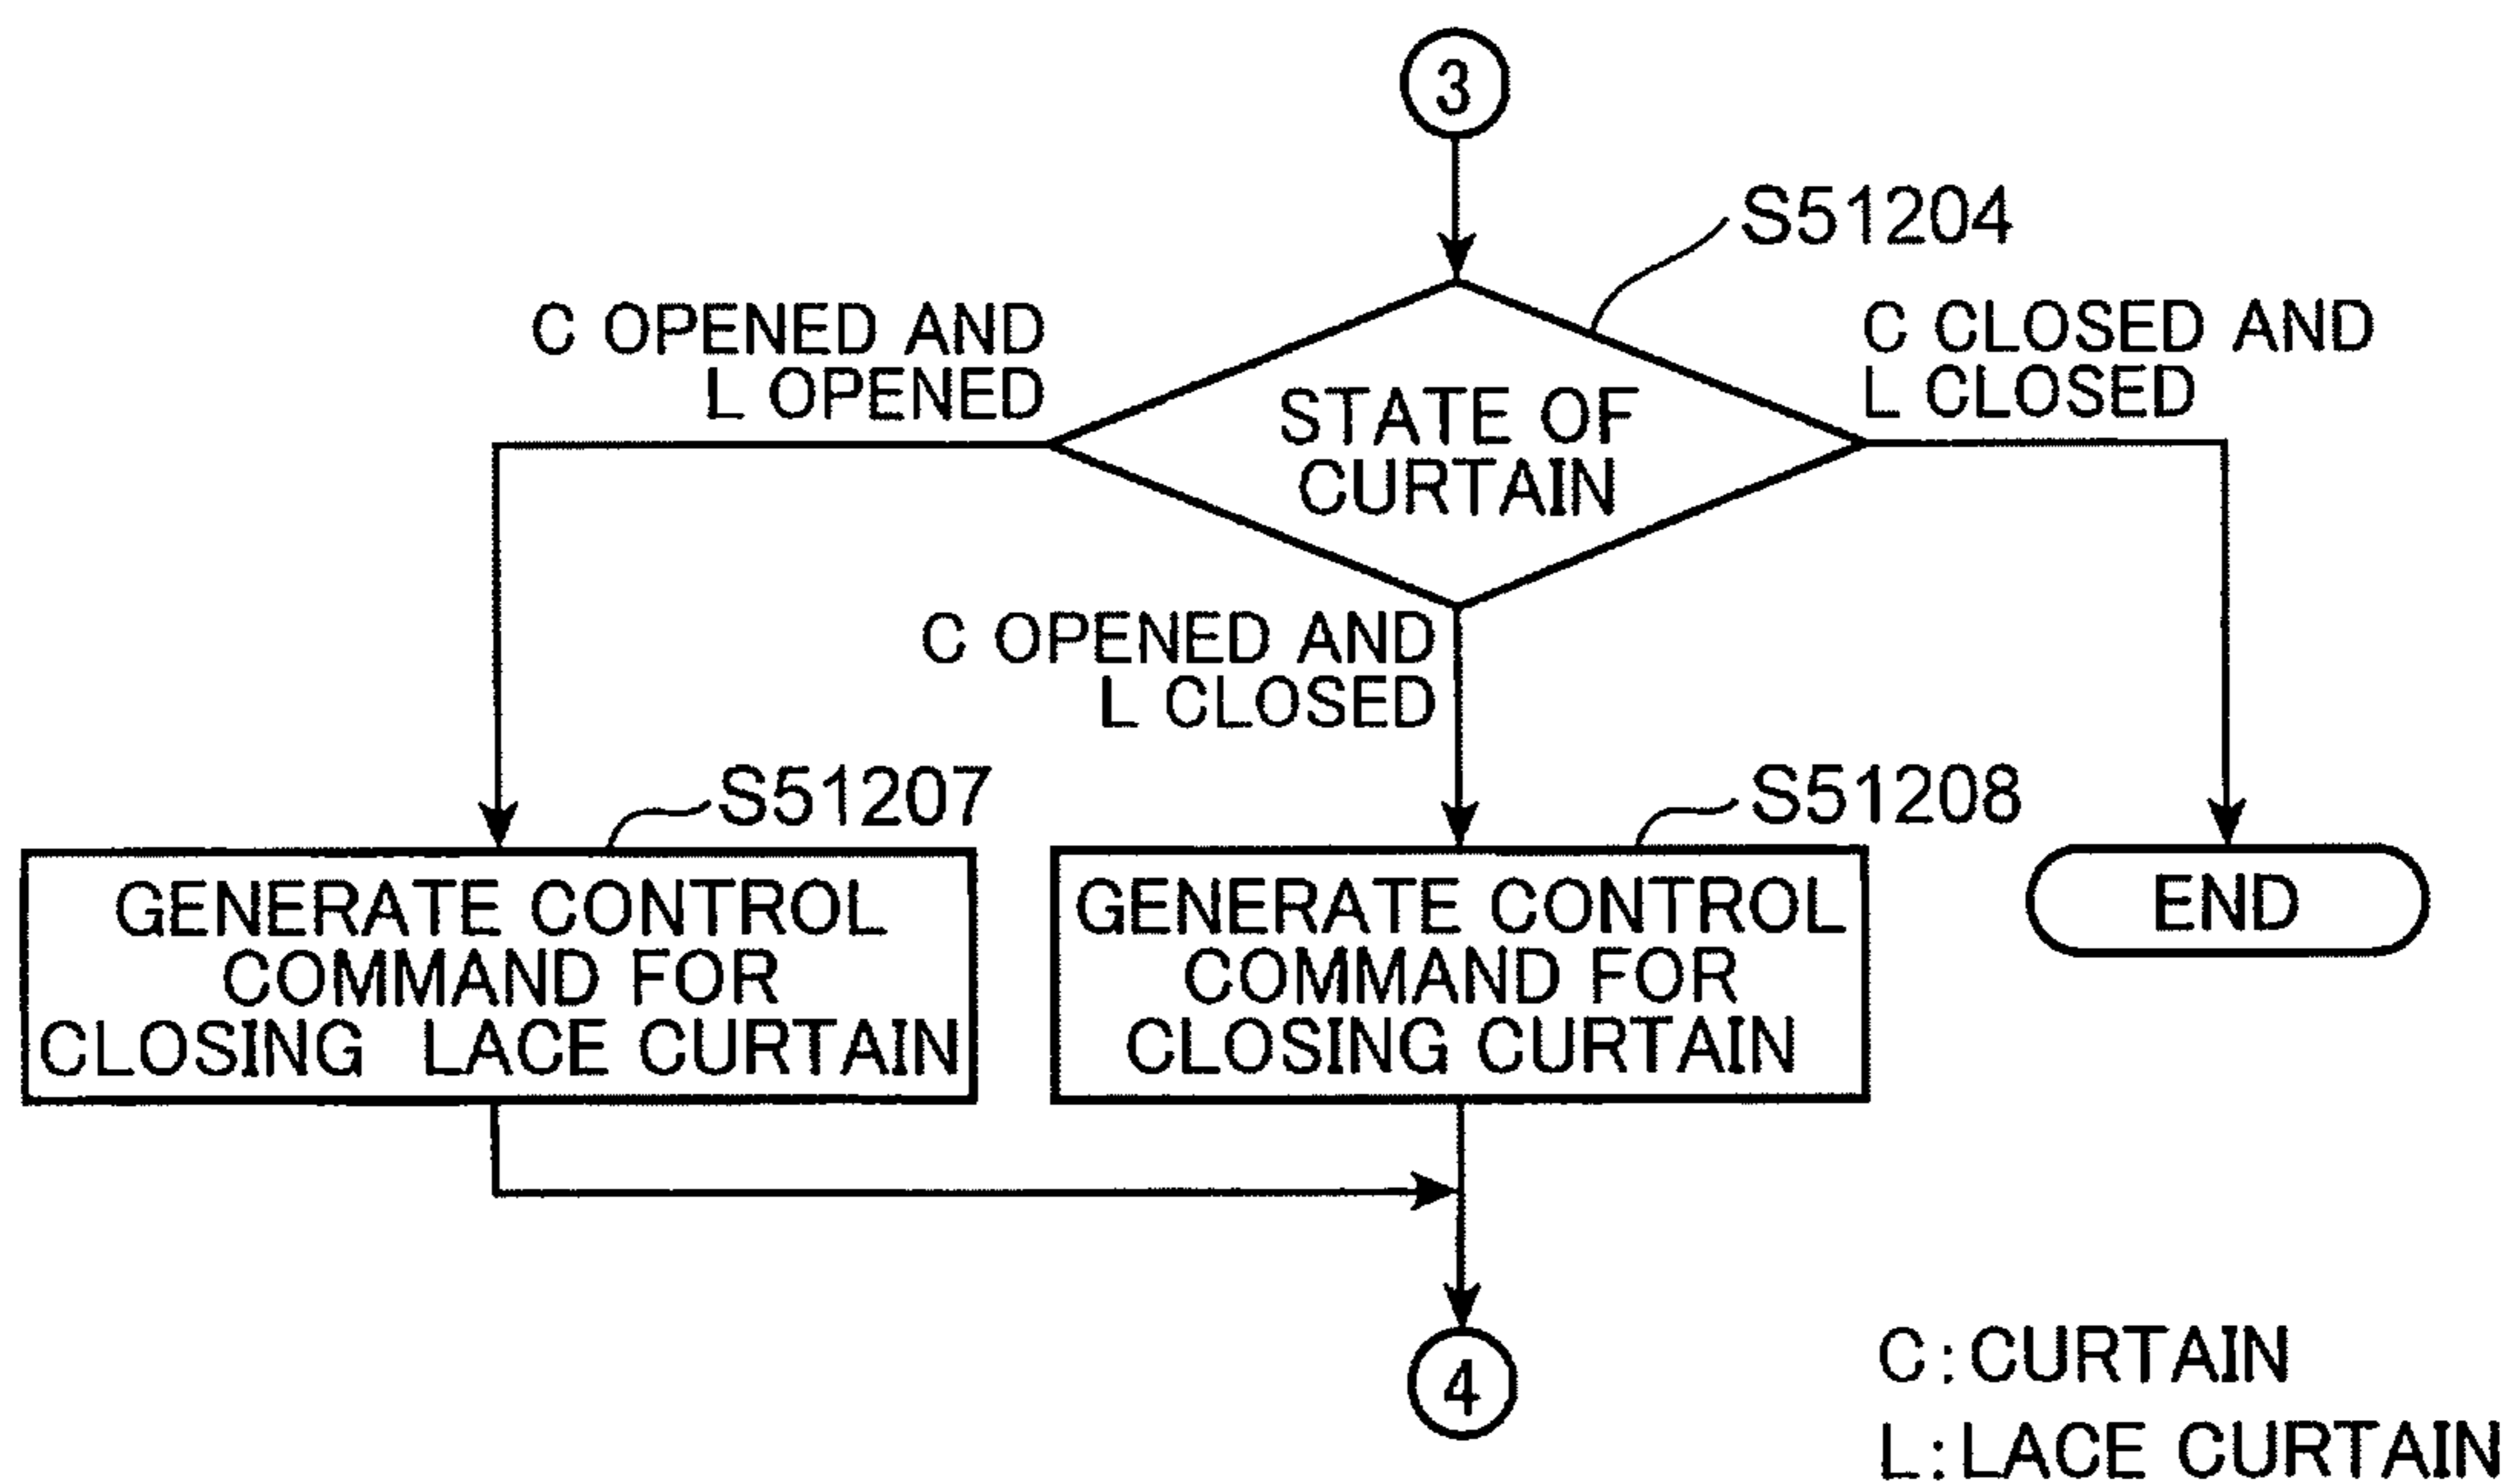 3
S51204
C OPENED AND
L OPENED
C CLOSED AND
L CLOSED
STATE OF
CURTAIN
C OPENED AND
L CLOSED
S51207
S51208
GENERATE CONTROL
COMMAND FOR
CLOSING LACE CURTAIN
GENERATE CONTROL
COMMAND FOR
CLOSING CURTAIN
END
4
C:CURTAIN
L:LACE CURTAIN